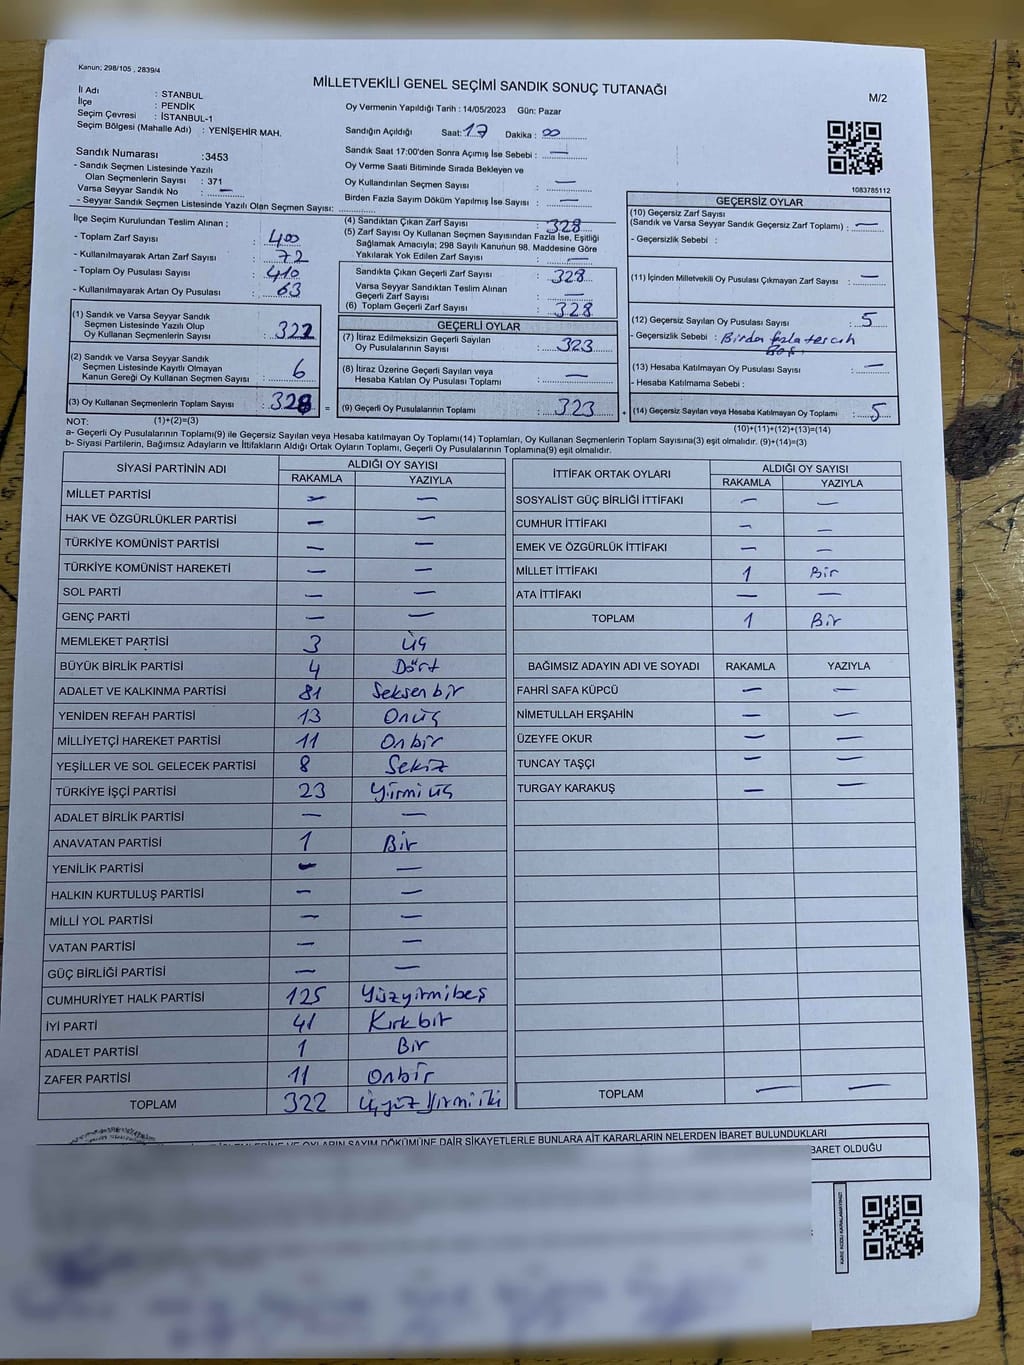 Kanun; 298/105 , 2839/4
MİLLETVEKİLİ GENEL SEÇİMİ SANDIK SONUÇ TUTANAĞI
M/2
İl Adı : STANBUL
İlçe : PENDİK
Seçim Çevresi : İSTANBUL-1
Seçim Bölgesi (Mahalle Adı) : YENİŞEHİR MAH.
Sandık Numarası :3453
- Sandık Seçmen Listesinde Yazılı
Olan Seçmenlerin Sayısı : 371
Varsa Seyyar Sandık No : —
- Seyyar Sandık Listesinde Yazılı Olan Seçmen Sayısı:
Oy Vermenin Yapıldığı Tarih : 14/05/2023 Gün: Pazar
Sandığın Açıldığı Saat: 17 Dakika : 00
Sandık Saat 17:00'den Sonra Açımış İse Sebebi : —
Oy Verme Saati Bitiminde Sırada Bekleyen ve
Oy Kullandırılan Seçmen Sayısı : —
Birden Fazla Sayım Döküm Yapılmış İse Sayısı : —
1083785112
İlçe Seçim Kurulundan Teslim Alınan ;
- Toplam Zarf Sayısı : 400
- Kullanılmayarak Artan Zarf Sayısı : 72
- Toplam Oy Pusulası Sayısı : 410
- Kullanılmayarak Artan Oy Pusulası : 63
(1) Sandık ve Varsa Seyyar Sandık
Seçmen Listesinde Yazılı Olup
Oy Kullanan Seçmenlerin Sayısı : 322
(2) Sandık ve Varsa Seyyar Sandık
Seçmen Listesinde Kayıtlı Olmayan
Kanun Gereği Oy Kullanan Seçmen Sayısı : 6
(3) Oy Kullanan Seçmenlerin Toplam Sayısı : 328
(1)+(2)=(3)
(4) Sandıktan Çıkan Zarf Sayısı : 328
(5) Zarf Sayısı Oy Kullanan Seçmen Sayısından Fazla İse, Eşitliği
Sağlamak Amacıyla; 298 Sayılı Kanunun 98. Maddesine Göre
Yakılarak Yok Edilen Zarf Sayısı : —
Sandıkta Çıkan Geçerli Zarf Sayısı : 328
Varsa Seyyar Sandıktan Teslim Alınan
Geçerli Zarf Sayısı : —
(6) Toplam Geçerli Zarf Sayısı : 328
GEÇERLİ OYLAR
(7) İtiraz Edilmeksizin Geçerli Sayılan
Oy Pusulalarının Sayısı : 323
(8) İtiraz Üzerine Geçerli Sayılan veya
Hesaba Katılan Oy Pusulası Toplamı : —
= (9) Geçerli Oy Pusulalarının Toplamı : 323 +
GEÇERSİZ OYLAR
(10) Geçersiz Zarf Sayısı
(Sandık ve Varsa Seyyar Sandık Geçersiz Zarf Toplamı) : —
- Geçersizlik Sebebi :
(11) İçinden Milletvekili Oy Pusulası Çıkmayan Zarf Sayısı : —
(12) Geçersiz Sayılan Oy Pusulası Sayısı : 5
- Geçersizlik Sebebi : Birden fazla tercih
Boş
(13) Hesaba Katılmayan Oy Pusulası Sayısı : —
- Hesaba Katılmama Sebebi :
(14) Geçersiz Sayılan veya Hesaba Katılmayan Oy Toplamı : 5
(10)+(11)+(12)+(13)=(14)
NOT:
a- Geçerli Oy Pusulaları Toplamı(9) ile Geçersiz Sayılan veya Hesaba katılmayan Oy Toplamı(14) Toplamları, Oy Kullanan Seçmenlerin Toplam Sayısına(3) eşit olmalıdır. (9)+(14)=(3)
b- Siyasi Partilerin, Bağımsız Adayların ve İttifakların Aldığı Ortak Oyların Toplamı, Geçerli Oy Pusulalarının Toplamına(9) eşit olmalıdır.
SİYASİ PARTİNİN ADI ALDIĞI OY SAYISI
RAKAMLA YAZIYLA
MİLLET PARTİSİ — —
HAK VE ÖZGÜRLÜKLER PARTİSİ — —
TÜRKİYE KOMÜNİST PARTİSİ — —
TÜRKİYE KOMÜNİST HAREKETİ — —
SOL PARTİ — —
GENÇ PARTİ — —
MEMLEKET PARTİSİ 3 Üç
BÜYÜK BİRLİK PARTİSİ 4 Dört
ADALET VE KALKINMA PARTİSİ 81 Seksen bir
YENİDEN REFAH PARTİSİ 13 Onüç
MİLLİYETÇİ HAREKET PARTİSİ 11 Onbir
YEŞİLLER VE SOL GELECEK PARTİSİ 8 Sekiz
TÜRKİYE İŞÇİ PARTİSİ 23 Yirmi üç
ADALET BİRLİK PARTİSİ — —
ANAVATAN PARTİSİ 1 Bir
YENİLİK PARTİSİ — —
HALKIN KURTULUŞ PARTİSİ — —
MİLLİ YOL PARTİSİ — —
VATAN PARTİSİ — —
GÜÇ BİRLİĞİ PARTİSİ — —
CUMHURİYET HALK PARTİSİ 125 Yüzyirmibeş
İYİ PARTİ 41 Kırkbir
ADALET PARTİSİ 1 Bir
ZAFER PARTİSİ 11 Onbir
TOPLAM 322 Üçyüz Yirmi iki
İTTİFAK ORTAK OYLARI ALDIĞI OY SAYISI
RAKAMLA YAZIYLA
SOSYALİST GÜÇ BİRLİĞİ İTTİFAKI — —
CUMHUR İTTİFAKI — —
EMEK VE ÖZGÜRLÜK İTTİFAKI — —
MİLLET İTTİFAKI 1 Bir
ATA İTTİFAKI — —
TOPLAM 1 Bir
BAĞIMSIZ ADAYIN ADI VE SOYADI RAKAMLA YAZIYLA
FAHRİ SAFA KÜPCÜ — —
NİMETULLAH ERŞAHİN — —
ÜZEYFE OKUR — —
TUNCAY TAŞÇI — —
TURGAY KARAKUŞ — —
TOPLAM — —
VE OYLARIN SAYIM DÖKÜMÜNE DAİR ŞİKAYETLERLE BUNLARA AİT KARARLARIN NELERDEN İBARET BULUNDUKLARI
BARET OLDUĞU